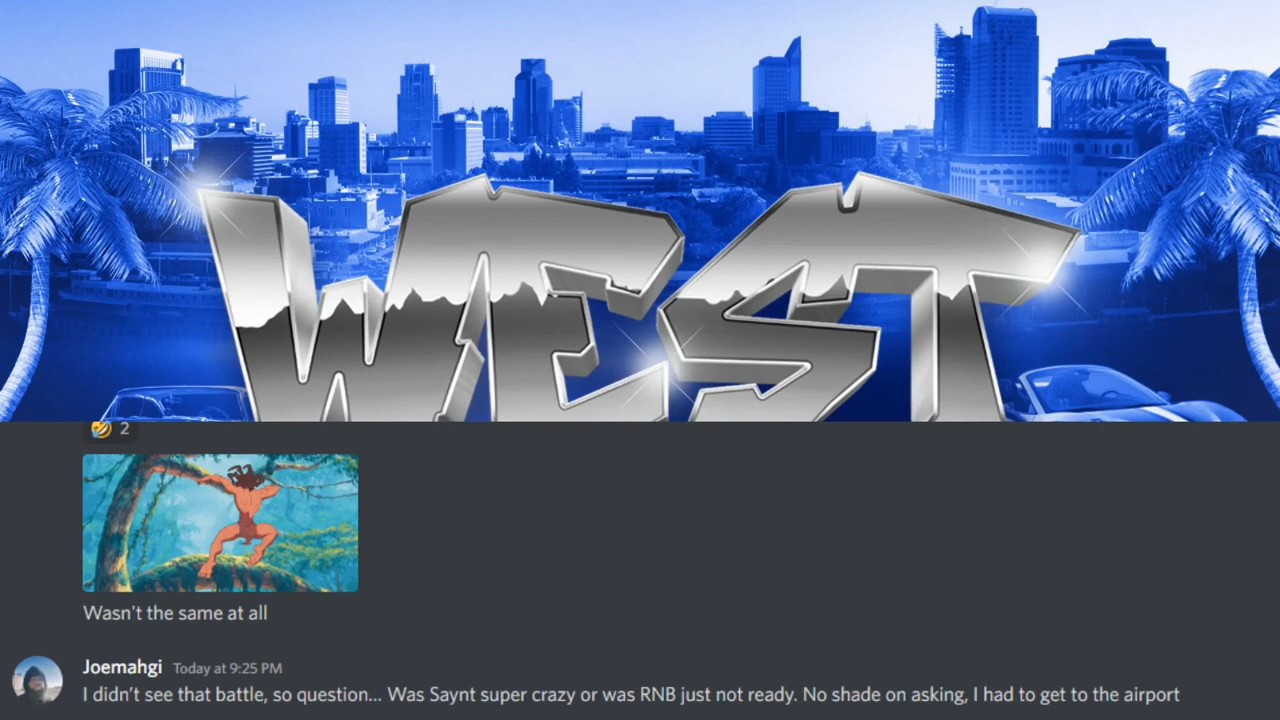 WEST
2
Wasn't the same at all
Joemahgi Today at 9:25 PM
I didn't see that battle, so question... Was Saynt super crazy or was RNB just not ready. No shade on asking, I had to get to the airport